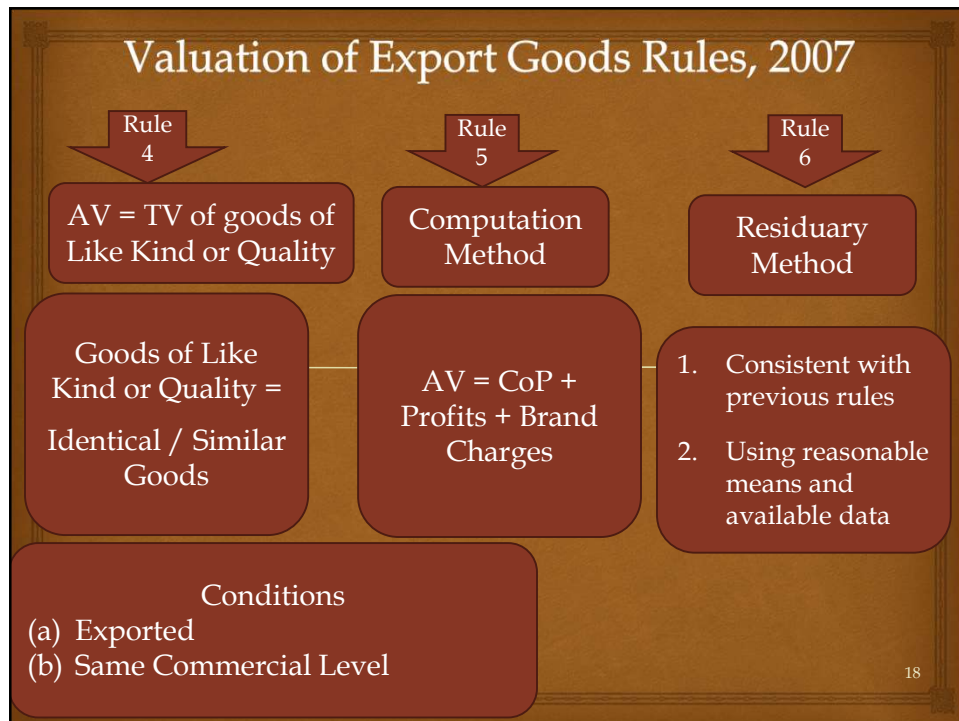 Valuation of Export Goods Rules, 2007
Rule
4
AV = TV of goods of
Like Kind or Quality
Goods of Like
Kind or Quality =
Identical / Similar
Goods
Conditions
(a) Exported
(b) Same Commercial Level
Rule
5
Computation
Method
AV = CoP +
Profits + Brand
Charges
Rule
6
Residuary
Method
1. Consistent with
previous rules
2. Using reasonable
means and
available data
18